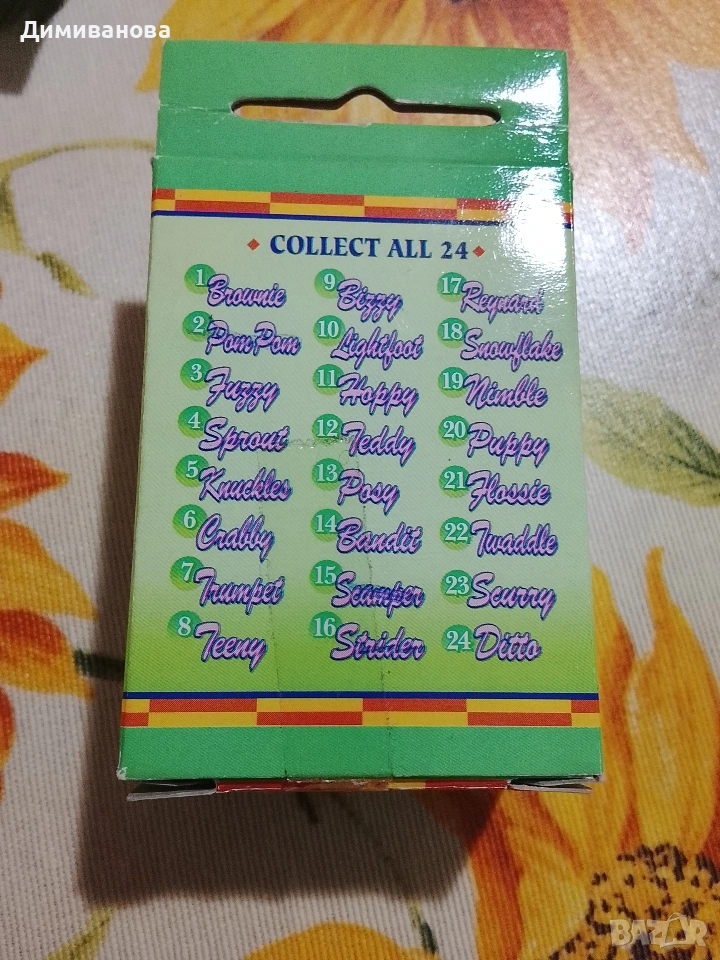 Димиванова
COLLECT ALL 24
1 Brownie
2 Pom Pom
3 Fuzzy
4 Sprout
5 Knuckles
6 Crabby
7 Trumpet
8 Teeny
9 Bizzy
10 Lightfoot
11 Hoppy
12 Teddy
13 Posy
14 Bandit
15 Scamper
16 Strider
17 Reynard
18 Snowflake
19 Nimble
20 Puppy
21 Flossie
22 Twaddle
23 Scurry
24 Ditto
BAZAR